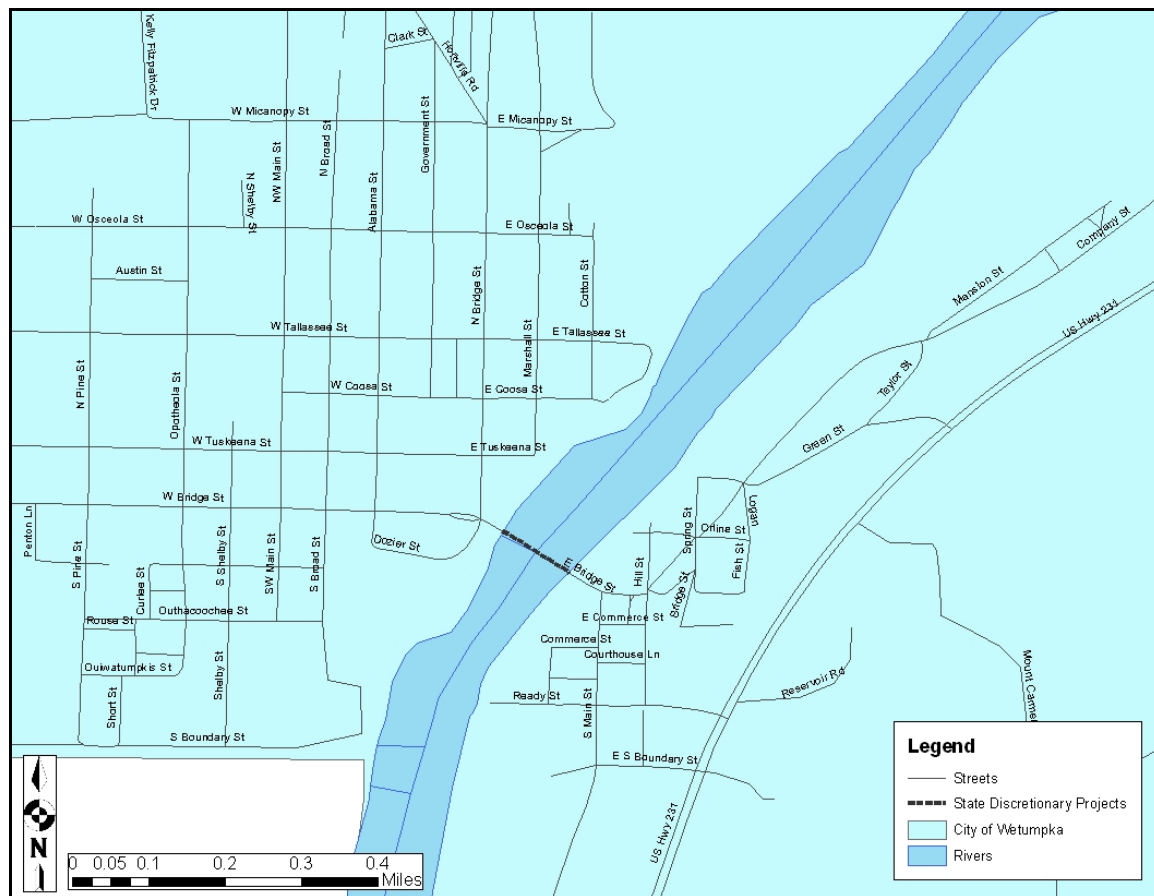 Kelly Fitzpatrick Dr
Clark St
Holtville Rd
W Micanopy St
E Micanopy St
Government St
N Broad St
NW Main St
N Shelby St
Alabama St
W Osceola St
E Osceola St
Company St
Mansion St
Austin St
N Bridge St
Cotton St
US Hwy 231
W Tallassee St
E Tallassee St
Marshall St
Taylor St
N Pine St
Opotheola St
W Coosa St
E Coosa St
W Tuskeena St
E Tuskeena St
Green St
W Bridge St
Penton Ln
Logan
Spring St
Orline St
Dozier St
S Pine St
S Shelby St
SW Main St
S Broad St
E Bridge St
Hill St
Fish St
Curlee St
Bridge St
Outhacoochee St
Rouse St
E Commerce St
Commerce St
Courthouse Ln
Ouiwatumpkis St
Shelby St
Short St
Ready St
S Main St
Reservoir Rd
Mount Carmel
S Boundary St
E S Boundary St
US Hwy 231
Legend
Streets
State Discretionary Projects
City of Wetumpka
Rivers
N
0 0.05 0.1 0.2 0.3 0.4
Miles